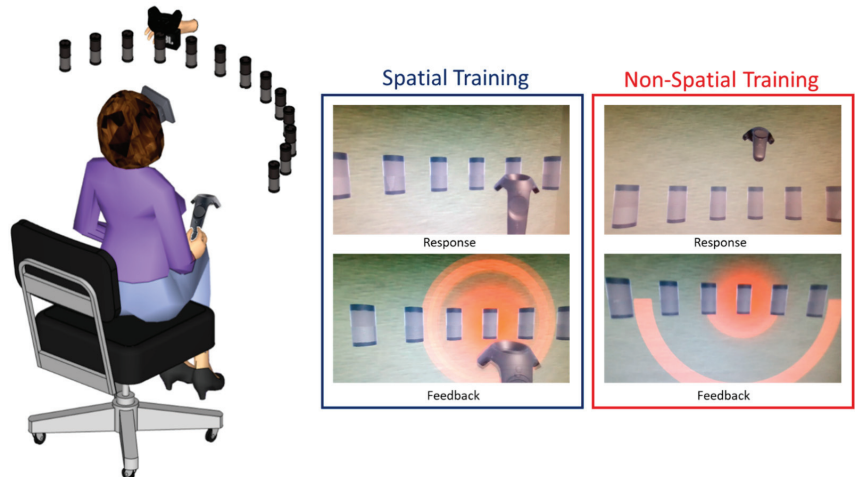 Spatial Training
Non-Spatial Training
Response
Response
Feedback
Feedback